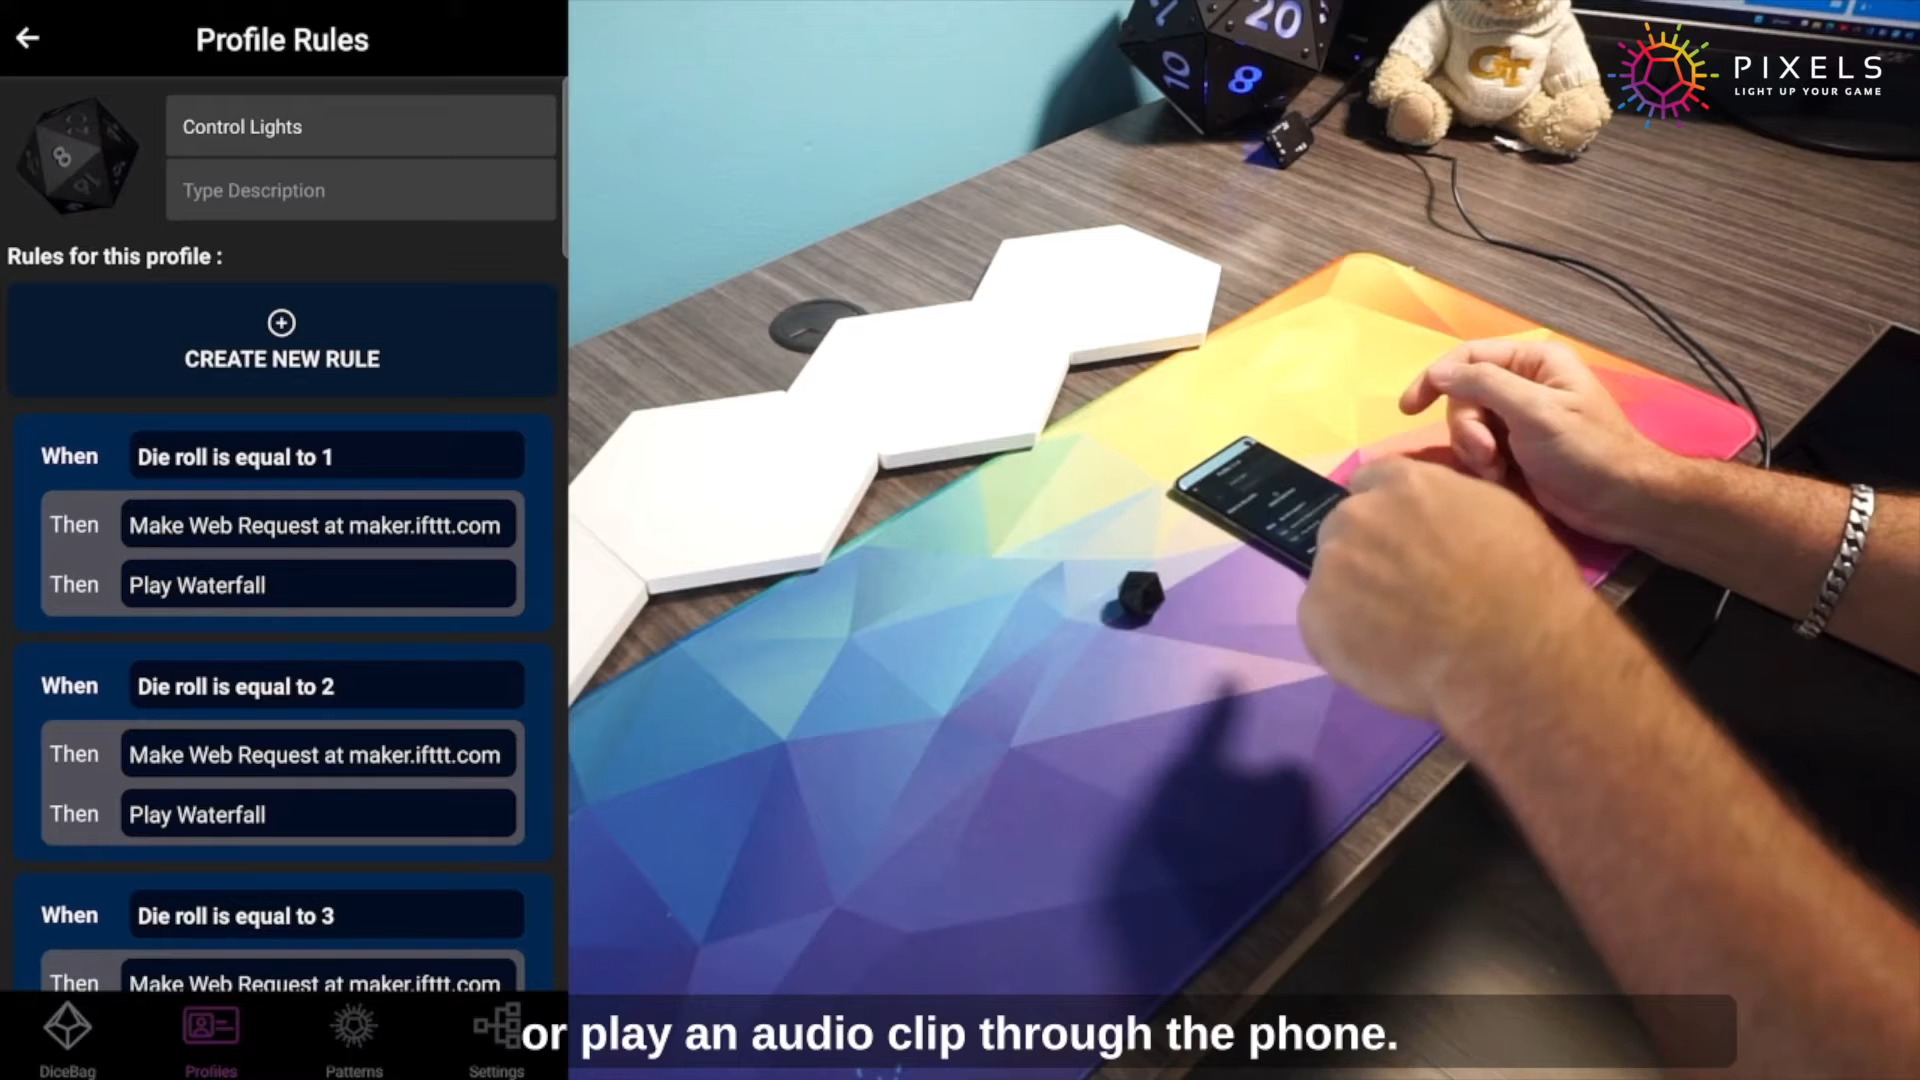 Profile Rules
Control Lights
Type Description
Rules for this profile :
CREATE NEW RULE
When Die roll is equal to 1
Then Make Web Request at maker.ifttt.com
Then Play Waterfall
When Die roll is equal to 2
Then Make Web Request at maker.ifttt.com
Then Play Waterfall
When Die roll is equal to 3
Then Make Web Request at maker.ifttt.com
DiceBag
Profiles
Patterns
Settings
8
20
10
8
GT
PIXELS
LIGHT UP YOUR GAME
or play an audio clip through the phone.